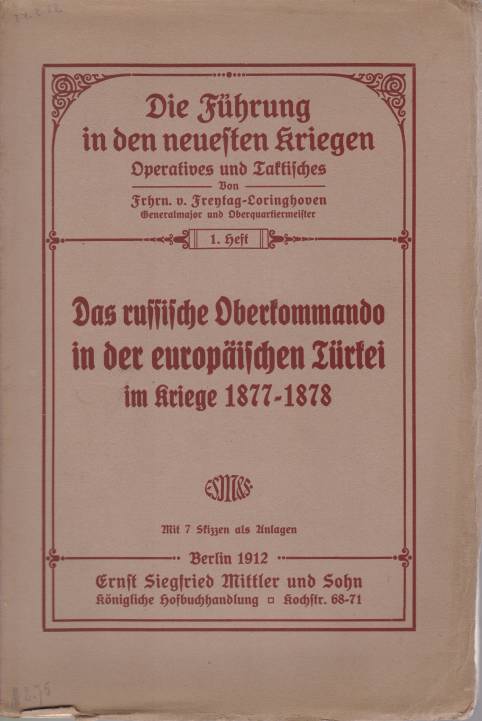 Die Führung
in den neuesten Kriegen
Operatives und Taktisches
Von
Frhrn. v. Freytag-Loringhoven
Generalmajor und Oberquartiermeister
1. Heft
Das russische Oberkommando
in der europäischen Türkei
im Kriege 1877-1878
ESM&S.
Mit 7 Skizzen als Anlagen
Berlin 1912
Ernst Siegfried Mittler und Sohn
Königliche Hofbuchhandlung ¤ Kochstr. 68-71